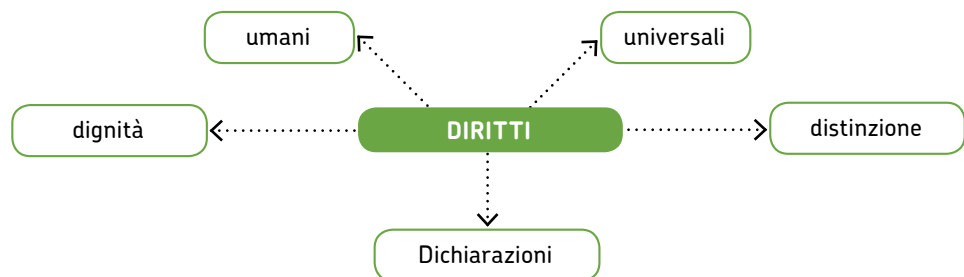 umani
universali
dignità
DIRITTI
distinzione
Dichiarazioni